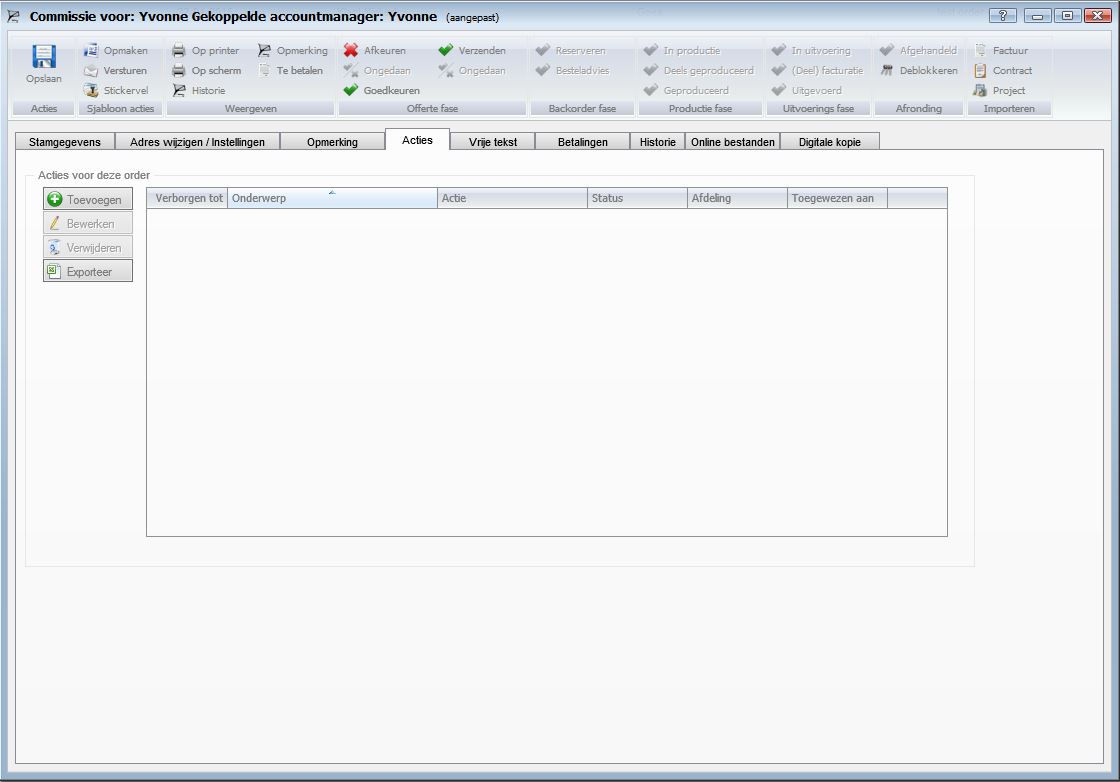 Commissie voor: Yvonne Gekoppelde accountmanager: Yvonne (aangepast)
Opslaan
Acties
Opmaken
Versturen
Stickervel
Sjabloon acties
Op printer Opmerking
Op scherm Te betalen
Historie
Weergeven
Afkeuren Verzenden
Ongedaan Ongedaan
Goedkeuren
Offerte fase
Reserveren
Besteladvies
Backorder fase
In productie
Deels geproduceerd
Geproduceerd
Productie fase
In uitvoering
(Deel) facturatie
Uitgevoerd
Uitvoerings fase
Afgehandeld
Deblokkeren
Afronding
Factuur
Contract
Project
Importeren
Stamgegevens Adres wijzigen / Instellingen Opmerking Acties Vrije tekst Betalingen Historie Online bestanden Digitale kopie
Acties voor deze order
Toevoegen
Bewerken
Verwijderen
Exporteer
Verborgen tot Onderwerp Actie Status Afdeling Toegewezen aan